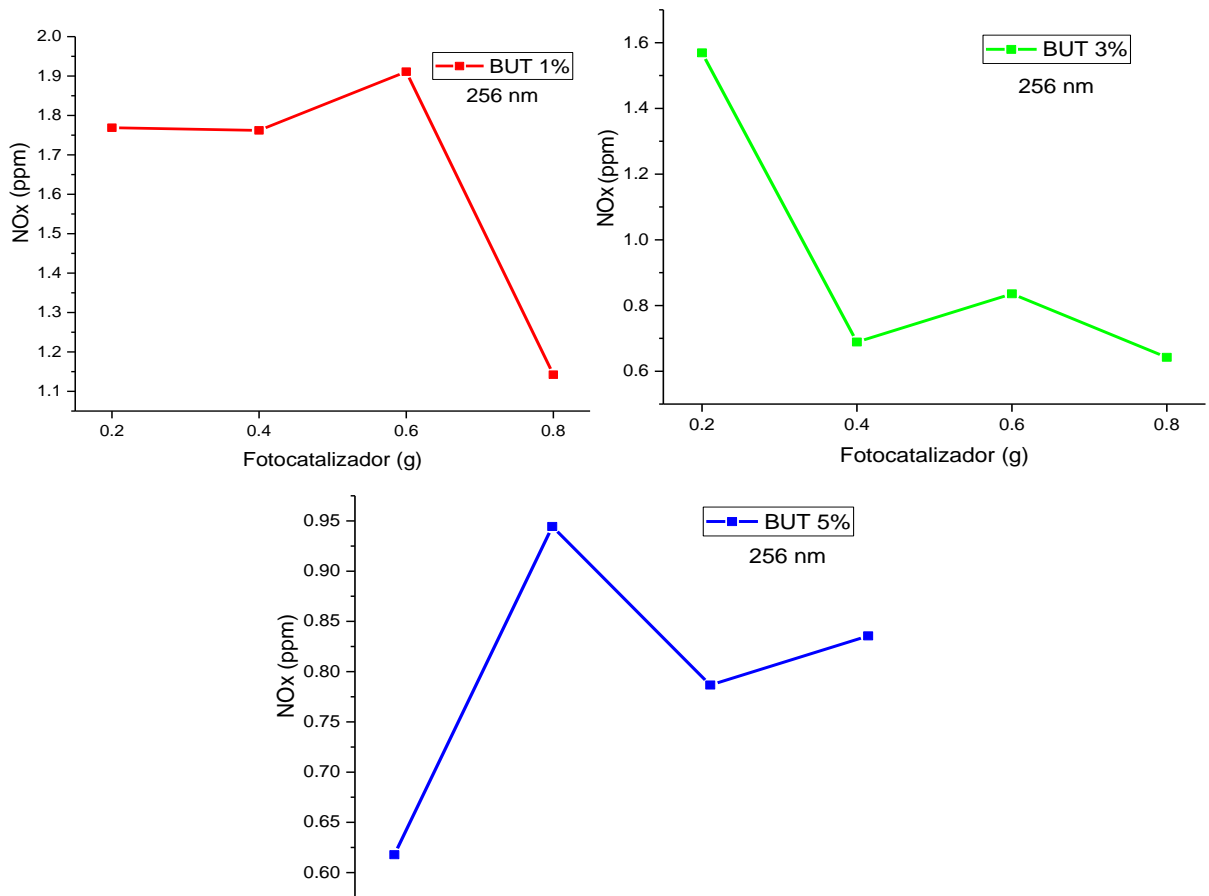 BUT 1%
256 nm
NOx (ppm)
2.0
1.9
1.8
1.7
1.6
1.5
1.4
1.3
1.2
1.1
0.2 0.4 0.6 0.8
Fotocatalizador (g)
BUT 3%
256 nm
NOx (ppm)
1.6
1.4
1.2
1.0
0.8
0.6
0.2 0.4 0.6 0.8
Fotocatalizador (g)
BUT 5%
256 nm
NOx (ppm)
0.95
0.90
0.85
0.80
0.75
0.70
0.65
0.60